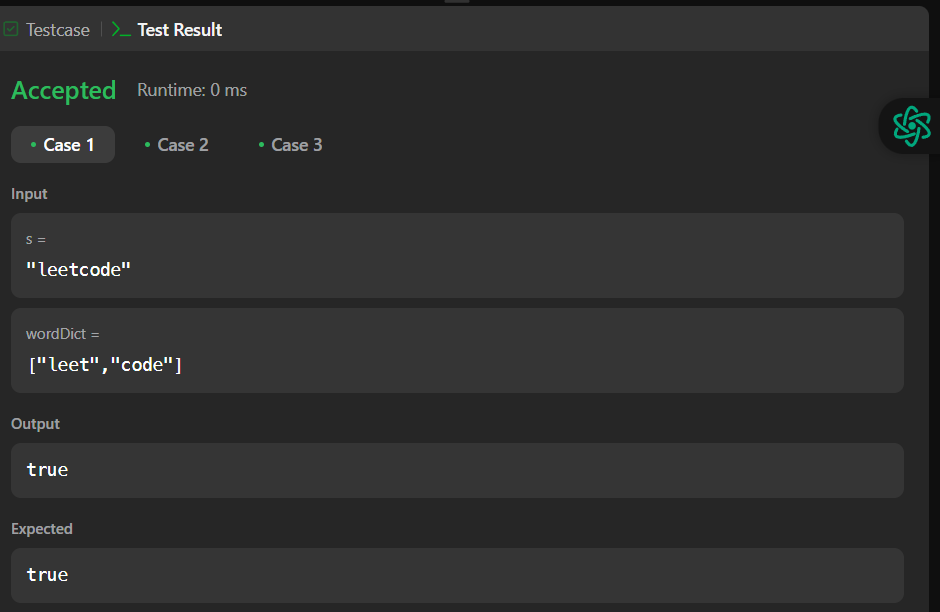 Testcase | Test Result
Accepted Runtime: 0 ms
• Case 1 • Case 2 • Case 3
Input
s =
"leetcode"
wordDict =
["leet","code"]
Output
true
Expected
true